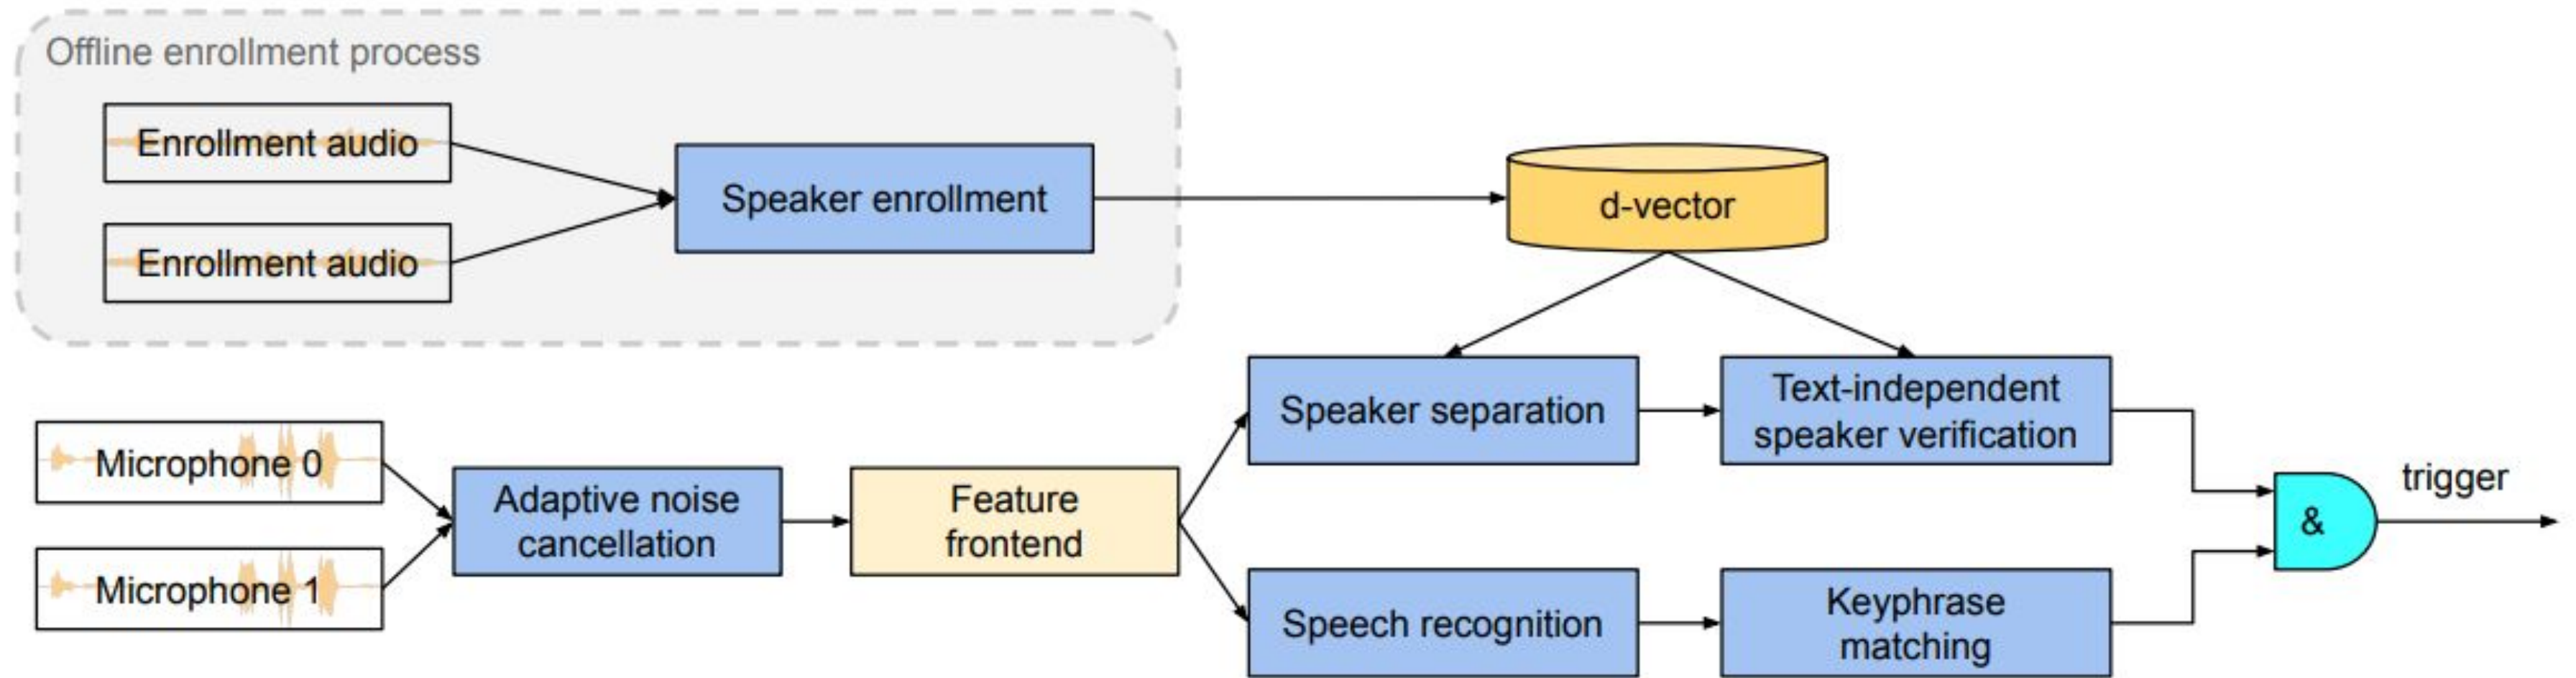 Offline enrollment process
Enrollment audio
Enrollment audio
Speaker enrollment
d-vector
Microphone 0
Microphone 1
Adaptive noise
cancellation
Feature
frontend
Speaker separation
Text-independent
speaker verification
Speech recognition
Keyphrase
matching
&
trigger